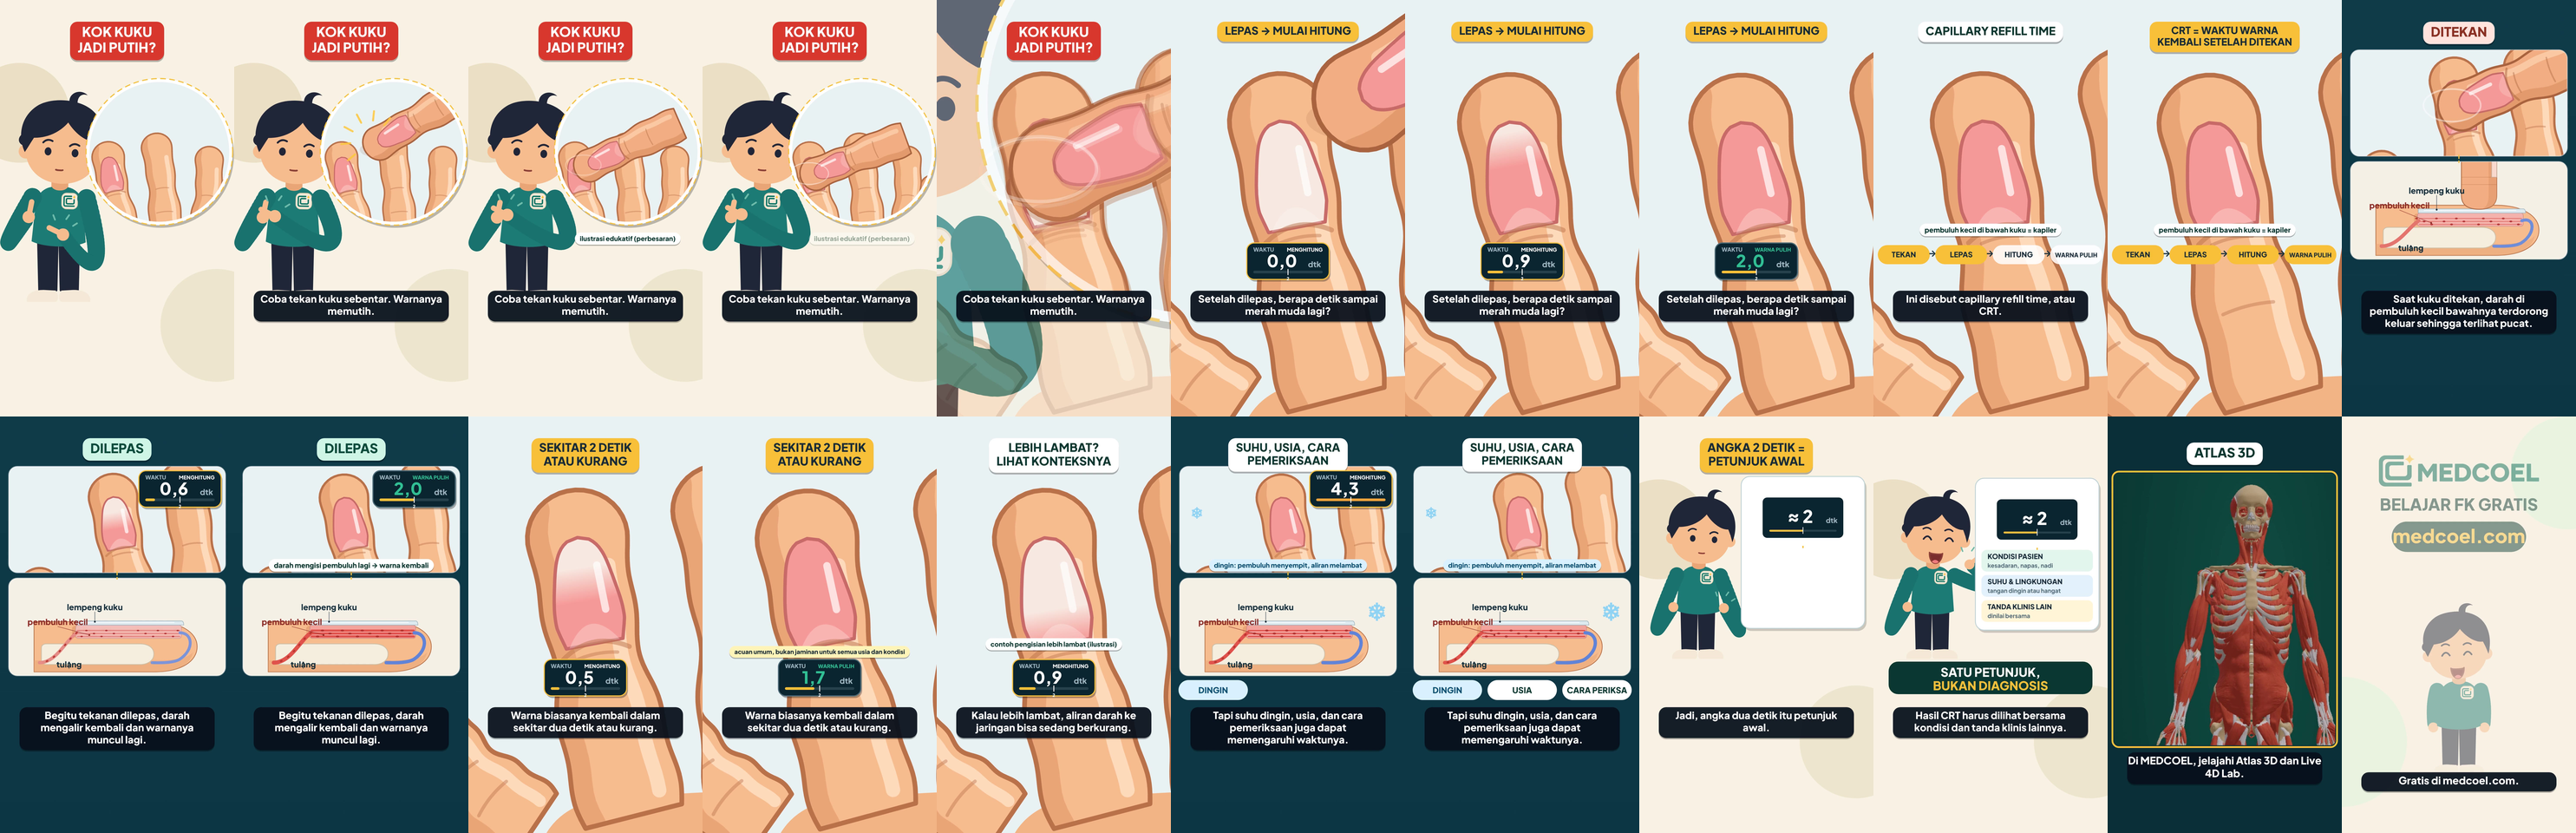 KOK KUKU
JADI PUTIH?
KOK KUKU
JADI PUTIH?
Coba tekan kuku sebentar. Warnanya
memutih.
KOK KUKU
JADI PUTIH?
ilustrasi edukatif (perbesaran)
Coba tekan kuku sebentar. Warnanya
memutih.
KOK KUKU
JADI PUTIH?
ilustrasi edukatif (perbesaran)
Coba tekan kuku sebentar. Warnanya
memutih.
KOK KUKU
JADI PUTIH?
Coba tekan kuku sebentar. Warnanya
memutih.
LEPAS → MULAI HITUNG
WAKTU MENGHITUNG
0,0 dtk
Setelah dilepas, berapa detik sampai
merah muda lagi?
LEPAS → MULAI HITUNG
WAKTU MENGHITUNG
0,9 dtk
Setelah dilepas, berapa detik sampai
merah muda lagi?
LEPAS → MULAI HITUNG
WAKTU WARNA PULIH
2,0 dtk
Setelah dilepas, berapa detik sampai
merah muda lagi?
CAPILLARY REFILL TIME
pembuluh kecil di bawah kuku = kapiler
TEKAN → LEPAS → HITUNG → WARNA PULIH
Ini disebut capillary refill time, atau
CRT.
CRT = WAKTU WARNA
KEMBALI SETELAH DITEKAN
pembuluh kecil di bawah kuku = kapiler
TEKAN → LEPAS → HITUNG → WARNA PULIH
DITEKAN
lempeng kuku
pembuluh kecil
tulang
Saat kuku ditekan, darah di
pembuluh kecil bawahnya terdorong
keluar sehingga terlihat pucat.
DILEPAS
WAKTU MENGHITUNG
0,6 dtk
lempeng kuku
pembuluh kecil
tulang
Begitu tekanan dilepas, darah
mengalir kembali dan warnanya
muncul lagi.
DILEPAS
WAKTU WARNA PULIH
2,0 dtk
darah mengisi pembuluh lagi → warna kembali
lempeng kuku
pembuluh kecil
tulang
Begitu tekanan dilepas, darah
mengalir kembali dan warnanya
muncul lagi.
SEKITAR 2 DETIK
ATAU KURANG
WAKTU MENGHITUNG
0,5 dtk
Warna biasanya kembali dalam
sekitar dua detik atau kurang.
SEKITAR 2 DETIK
ATAU KURANG
acuan umum, bukan jaminan untuk semua usia dan kondisi
WAKTU WARNA PULIH
1,7 dtk
Warna biasanya kembali dalam
sekitar dua detik atau kurang.
LEBIH LAMBAT?
LIHAT KONTEKSNYA
contoh pengisian lebih lambat (ilustrasi)
WAKTU MENGHITUNG
0,9 dtk
Kalau lebih lambat, aliran darah ke
jaringan bisa sedang berkurang.
SUHU, USIA, CARA
PEMERIKSAAN
WAKTU MENGHITUNG
4,3 dtk
dingin: pembuluh menyempit, aliran melambat
lempeng kuku
pembuluh kecil
tulang
DINGIN
Tapi suhu dingin, usia, dan cara
pemeriksaan juga dapat
memengaruhi waktunya.
SUHU, USIA, CARA
PEMERIKSAAN
dingin: pembuluh menyempit, aliran melambat
lempeng kuku
pembuluh kecil
tulang
DINGIN USIA CARA PERIKSA
Tapi suhu dingin, usia, dan cara
pemeriksaan juga dapat
memengaruhi waktunya.
ANGKA 2 DETIK =
PETUNJUK AWAL
≈ 2 dtk
Jadi, angka dua detik itu petunjuk
awal.
≈ 2 dtk
KONDISI PASIEN
kesadaran, napas, nadi
SUHU & LINGKUNGAN
tangan dingin atau hangat
TANDA KLINIS LAIN
dinilai bersama
SATU PETUNJUK,
BUKAN DIAGNOSIS
Hasil CRT harus dilihat bersama
kondisi dan tanda klinis lainnya.
ATLAS 3D
Di MEDCOEL, jelajahi Atlas 3D dan Live
4D Lab.
MEDCOEL
BELAJAR FK GRATIS
medcoel.com
Gratis di medcoel.com.